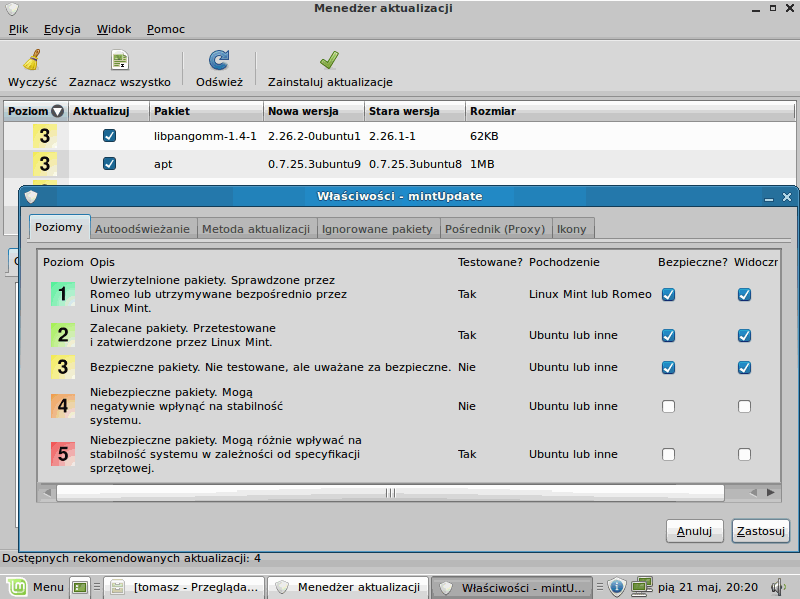 Menedżer aktualizacji
Plik Edycja Widok Pomoc
Wyczyść Zaznacz wszystko Odśwież Zainstaluj aktualizacje
Poziom Aktualizuj Pakiet Nowa wersja Stara wersja Rozmiar
3 libpangomm-1.4-1 2.26.2-0ubuntu1 2.26.1-1 62KB
3 apt 0.7.25.3ubuntu9 0.7.25.3ubuntu8 1MB
Właściwości - mintUpdate
Poziomy Autoodświeżanie Metoda aktualizacji Ignorowane pakiety Pośrednik (Proxy) Ikony
Poziom Opis Testowane? Pochodzenie Bezpieczne? Widoczn
Uwierzytelnione pakiety. Sprawdzone przez
1 Romeo lub utrzymywane bezpośrednio przez Tak Linux Mint lub Romeo
Linux Mint.
Zalecane pakiety. Przetestowane
2 i zatwierdzone przez Linux Mint. Tak Ubuntu lub inne
3 Bezpieczne pakiety. Nie testowane, ale uważane za bezpieczne. Nie Ubuntu lub inne
Niebezpieczne pakiety. Mogą
4 negatywnie wpłynąć na stabilność Nie Ubuntu lub inne
systemu.
Niebezpieczne pakiety. Mogą różnie wpływać na
5 stabilność systemu w zależności od specyfikacji Tak Ubuntu lub inne
sprzętowej.
Anuluj Zastosuj
Dostępnych rekomendowanych aktualizacji: 4
Menu [tomasz - Przegląda... Menedżer aktualizacji Właściwości - mintU... pią 21 maj, 20:20